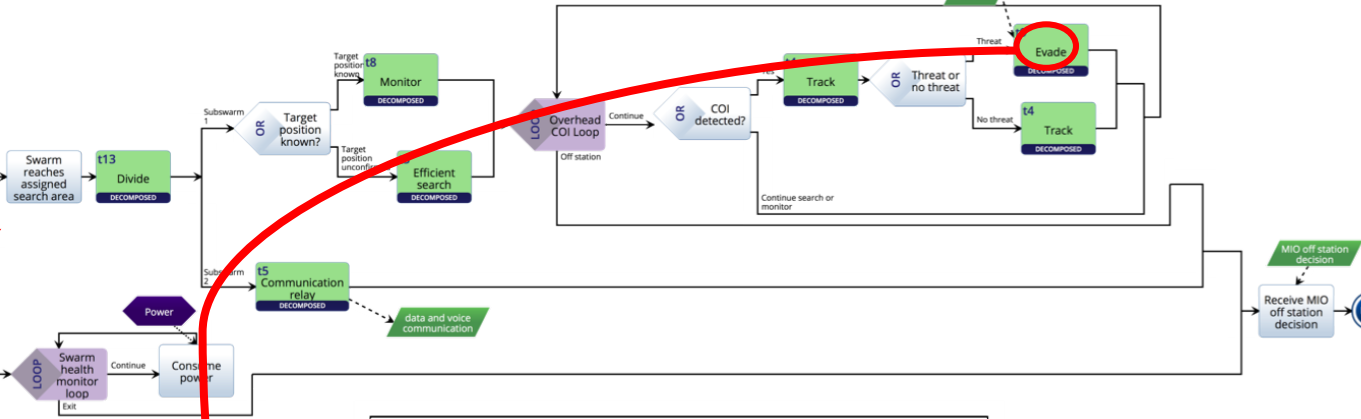 Swarm
reaches
assigned
search area
t13
Divide
DECOMPOSED
Subswarm
1
OR
Target
position
known?
Target
position
known
t8
Monitor
DECOMPOSED
Target
position
Efficient
search
DECOMPOSED
LOOP
Overhead
COI Loop
Continue
Off station
OR
COI
detected?
Track
DECOMPOSED
OR
Threat or
no threat
Threat
Evade
DECOMPOSED
No threat
t4
Track
DECOMPOSED
Continue search or
monitor
2
t5
Communication
relay
DECOMPOSED
data and voice
communication
Power
LOOP
Swarm
health
monitor
loop
Continue
Exit
Consume
power
MIO off station
decision
Receive MIO
off station
decision